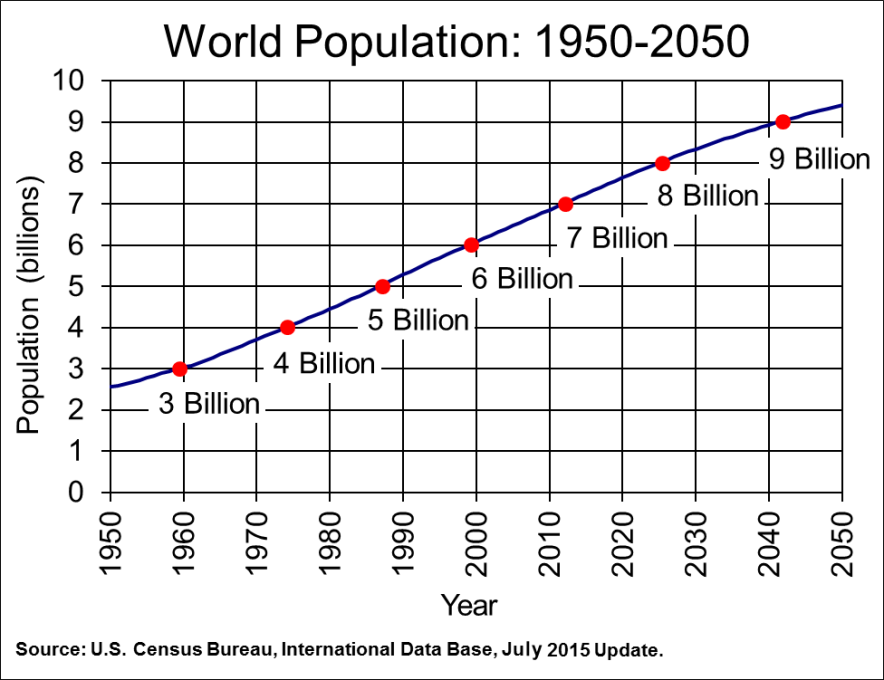 World Population: 1950-2050
10
9
8
7
6
5
4
3
2
1
0
Population (billions)
3 Billion
4 Billion
5 Billion
6 Billion
7 Billion
8 Billion
9 Billion
1950
1960
1970
1980
1990
2000
2010
2020
2030
2040
2050
Year
Source: U.S. Census Bureau, International Data Base, July 2015 Update.